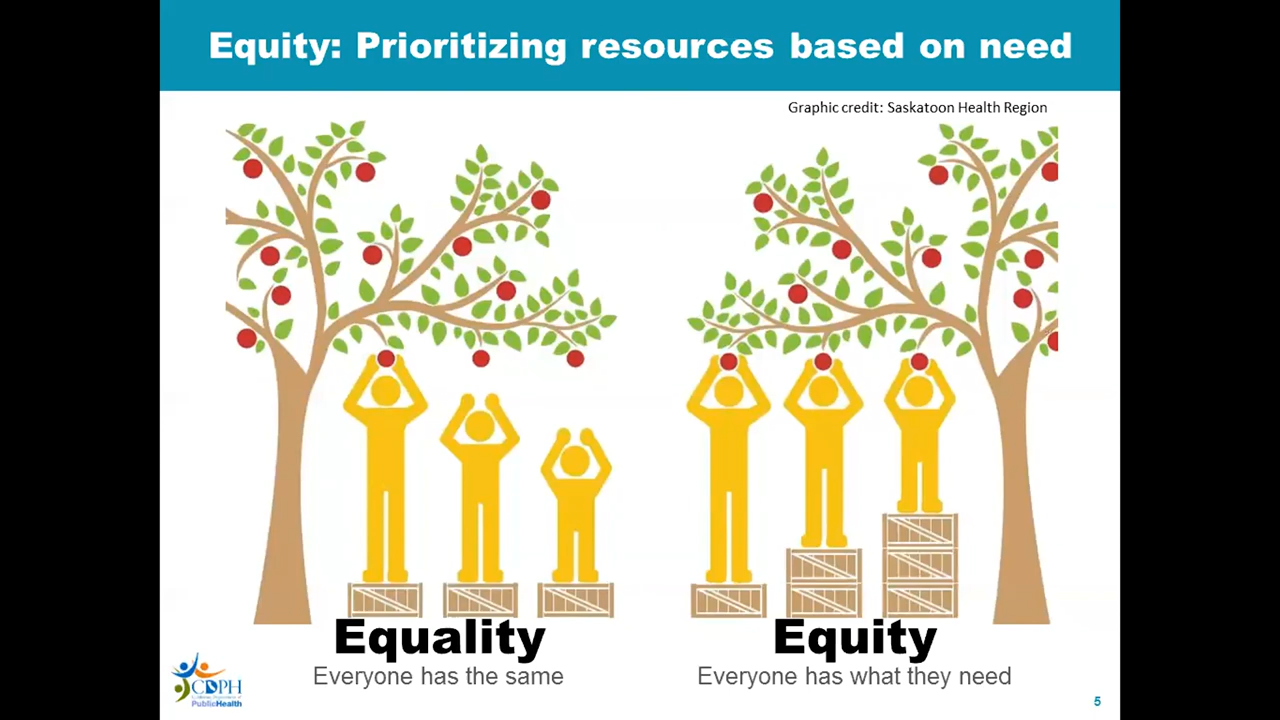 Equity: Prioritizing resources based on need
Graphic credit: Saskatoon Health Region
Equality
Everyone has the same
Equity
Everyone has what they need
CDPH
PublicHealth
5